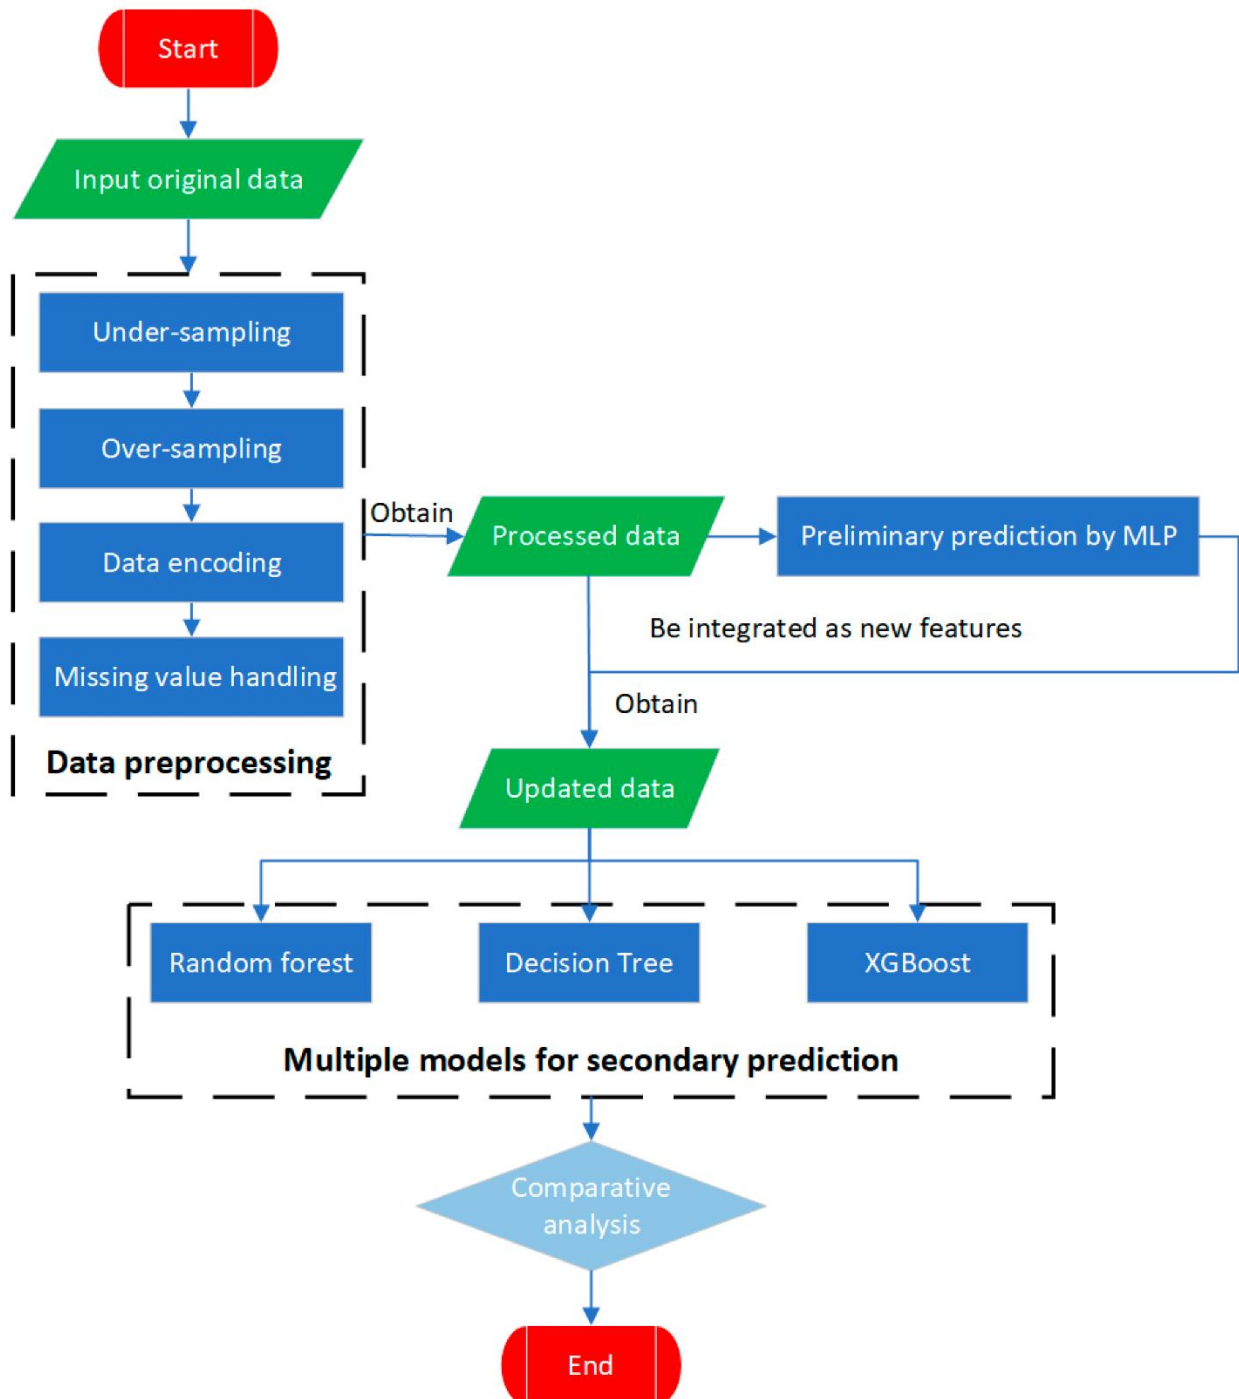 Start
Input original data
Under-sampling
Over-sampling
Data encoding
Missing value handling
Data preprocessing
Obtain
Processed data
Preliminary prediction by MLP
Be integrated as new features
Obtain
Updated data
Random forest
Decision Tree
XGBoost
Multiple models for secondary prediction
Comparative
analysis
End